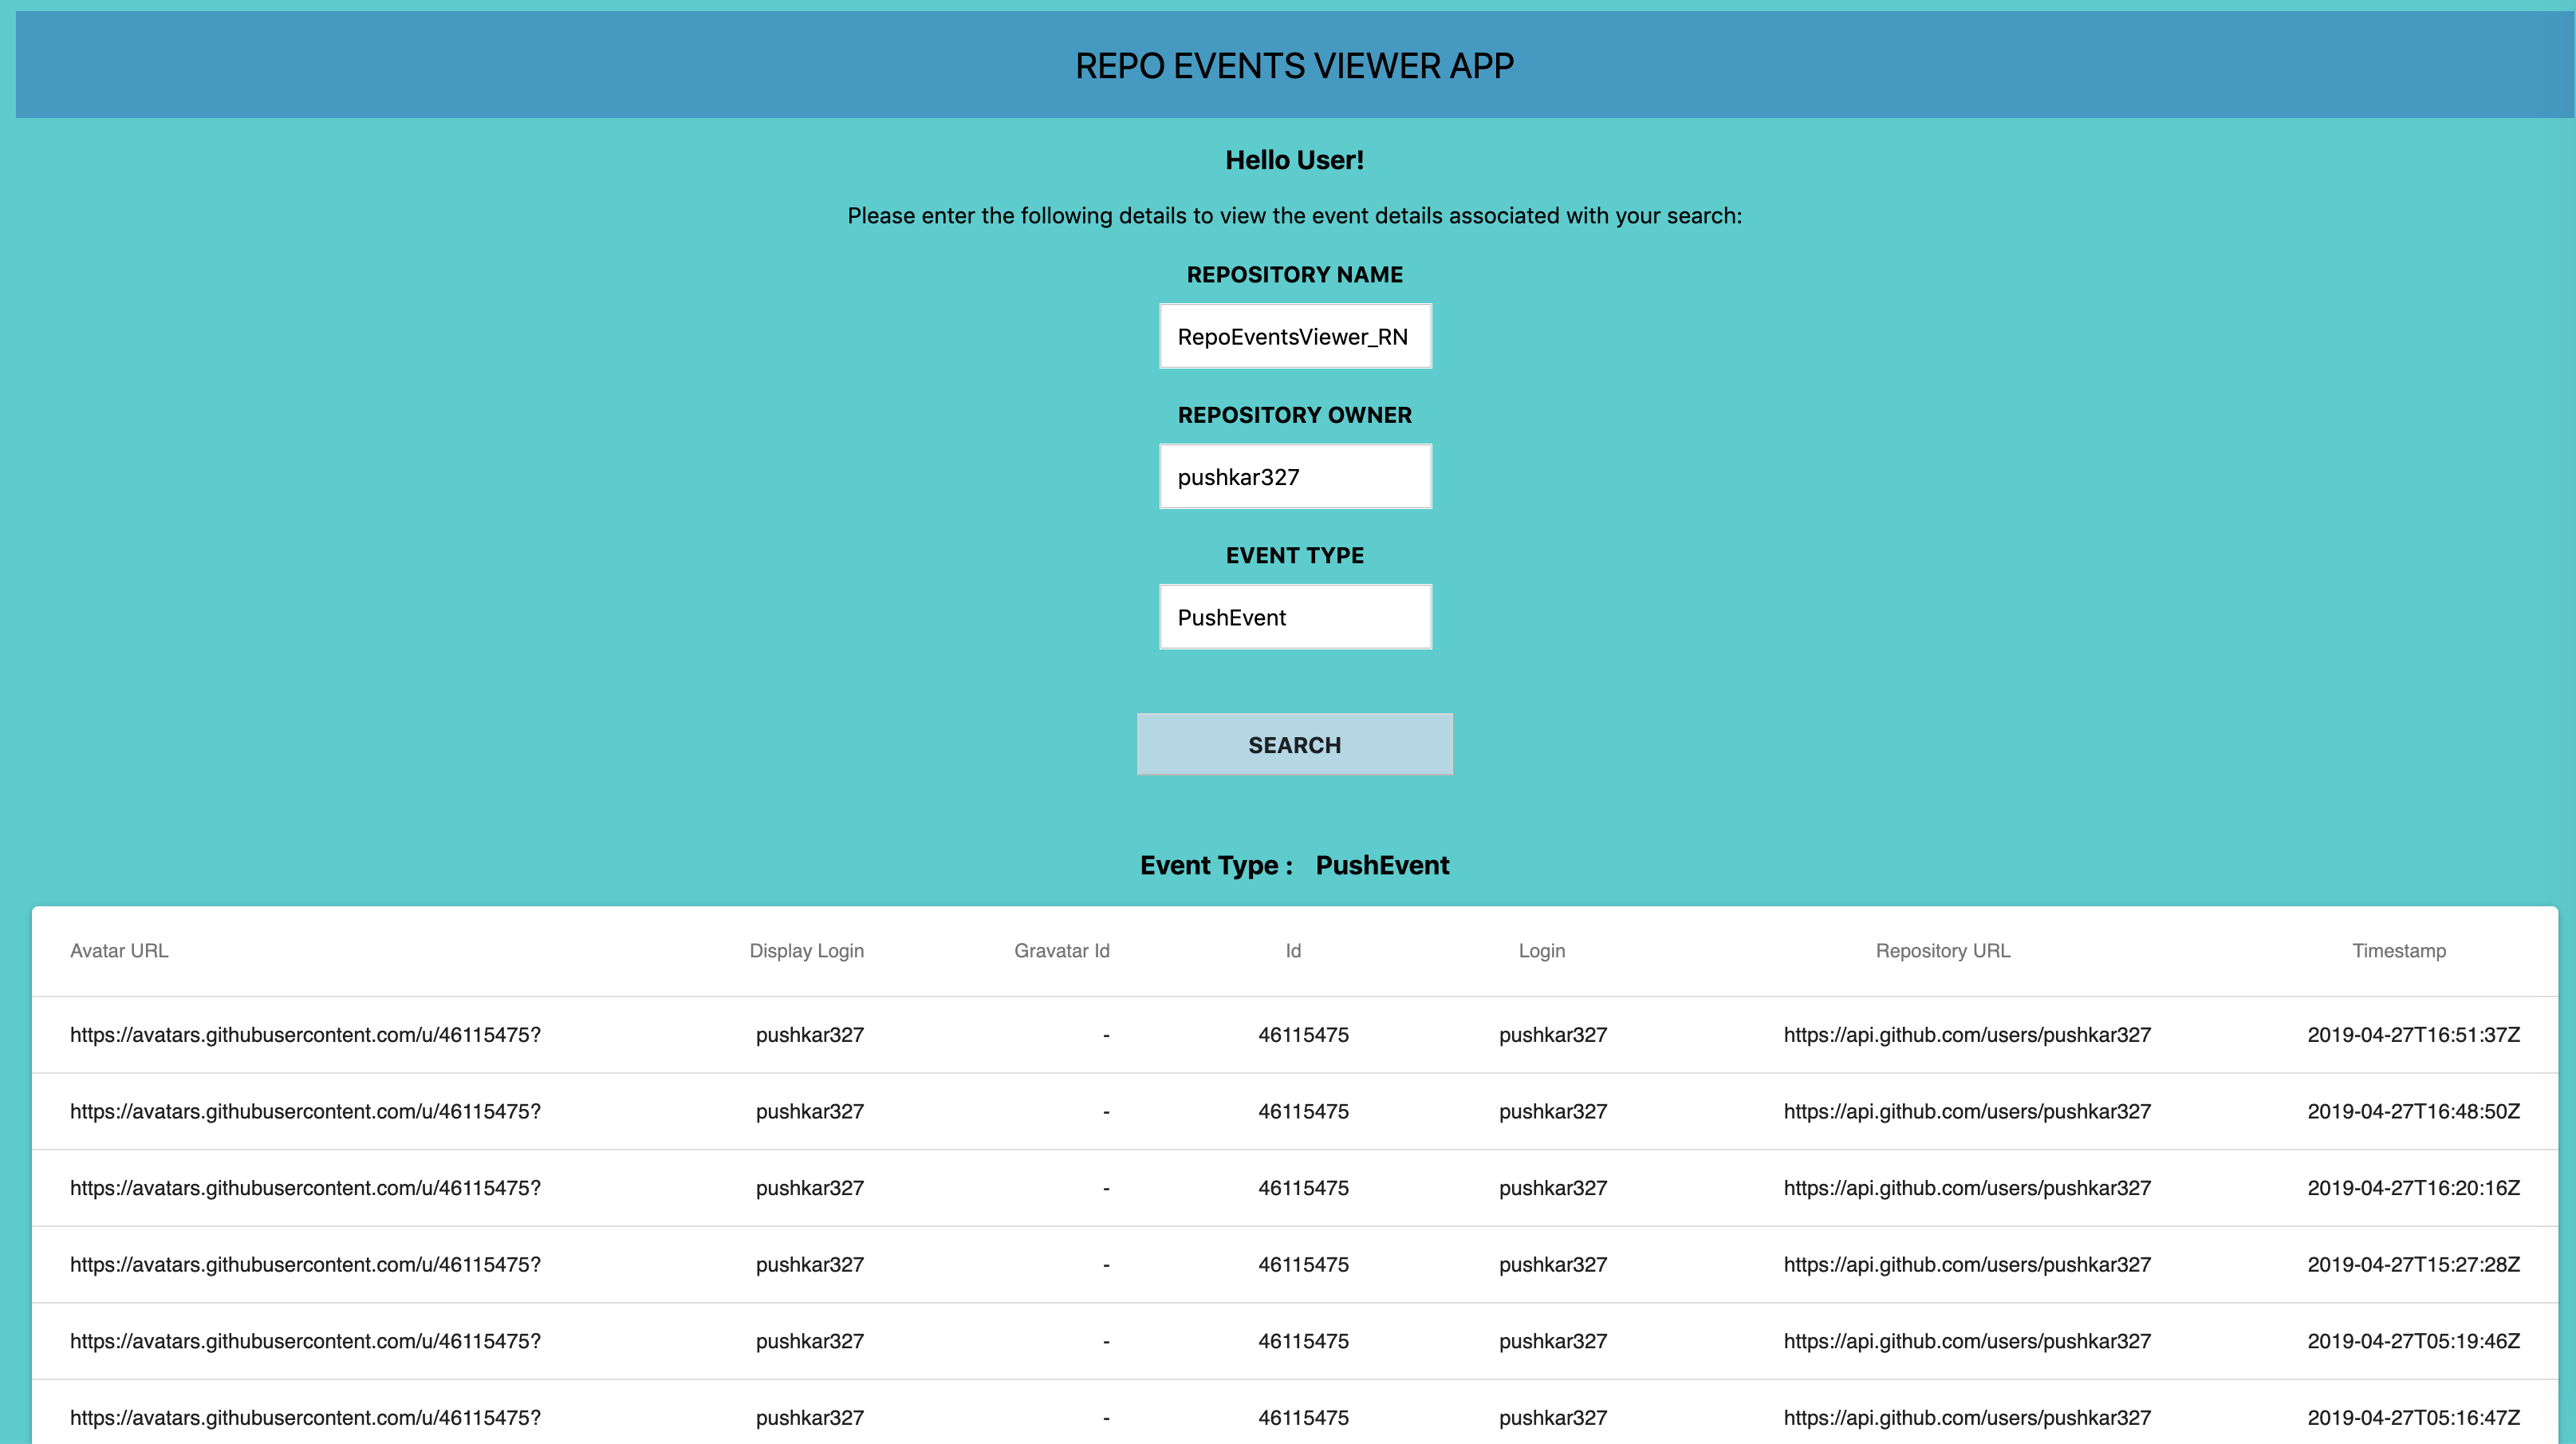 REPO EVENTS VIEWER APP
Hello User!
Please enter the following details to view the event details associated with your search:
REPOSITORY NAME
RepoEventsViewer_RN
REPOSITORY OWNER
pushkar327
EVENT TYPE
PushEvent
SEARCH
Event Type : PushEvent
Avatar URL Display Login Gravatar Id Id Login Repository URL Timestamp
https://avatars.githubusercontent.com/u/46115475? pushkar327 - 46115475 pushkar327 https://api.github.com/users/pushkar327 2019-04-27T16:51:37Z
https://avatars.githubusercontent.com/u/46115475? pushkar327 - 46115475 pushkar327 https://api.github.com/users/pushkar327 2019-04-27T16:48:50Z
https://avatars.githubusercontent.com/u/46115475? pushkar327 - 46115475 pushkar327 https://api.github.com/users/pushkar327 2019-04-27T16:20:16Z
https://avatars.githubusercontent.com/u/46115475? pushkar327 - 46115475 pushkar327 https://api.github.com/users/pushkar327 2019-04-27T15:27:28Z
https://avatars.githubusercontent.com/u/46115475? pushkar327 - 46115475 pushkar327 https://api.github.com/users/pushkar327 2019-04-27T05:19:46Z
https://avatars.githubusercontent.com/u/46115475? pushkar327 - 46115475 pushkar327 https://api.github.com/users/pushkar327 2019-04-27T05:16:47Z